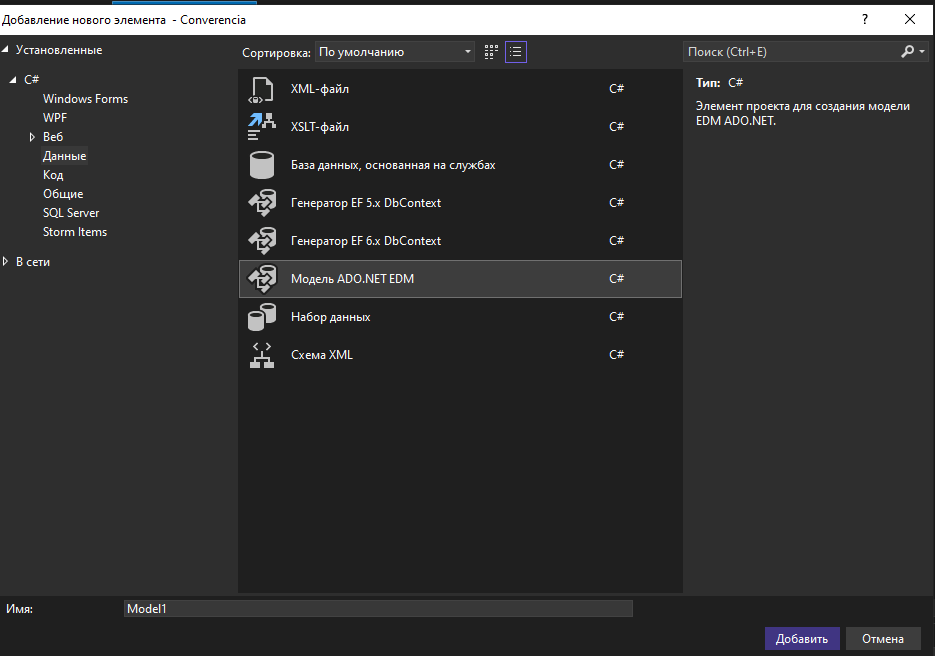 Добавление нового элемента - Converencia
?
Установленные
C#
Windows Forms
WPF
Веб
Данные
Код
Общие
SQL Server
Storm Items
В сети
Сортировка: По умолчанию
XML-файл C#
XSLT-файл C#
База данных, основанная на службах C#
Генератор EF 5.x DbContext C#
Генератор EF 6.x DbContext C#
Модель ADO.NET EDM C#
Набор данных C#
Схема XML C#
Поиск (Ctrl+E)
Тип: C#
Элемент проекта для создания модели
EDM ADO.NET.
Имя: Model1
Добавить Отмена